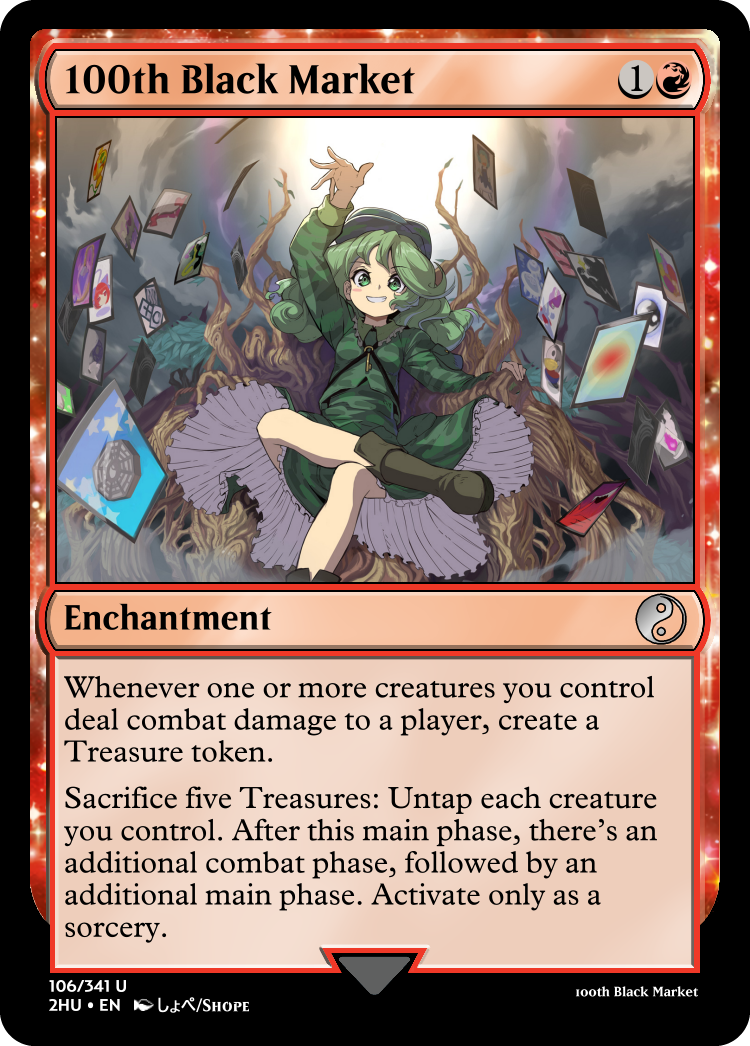 100th Black Market
1
Enchantment
Whenever one or more creatures you control
deal combat damage to a player, create a
Treasure token.
Sacrifice five Treasures: Untap each creature
you control. After this main phase, there's an
additional combat phase, followed by an
additional main phase. Activate only as a
sorcery.
106/341 U
2HU • EN しょぺ/Shope
100th Black Market